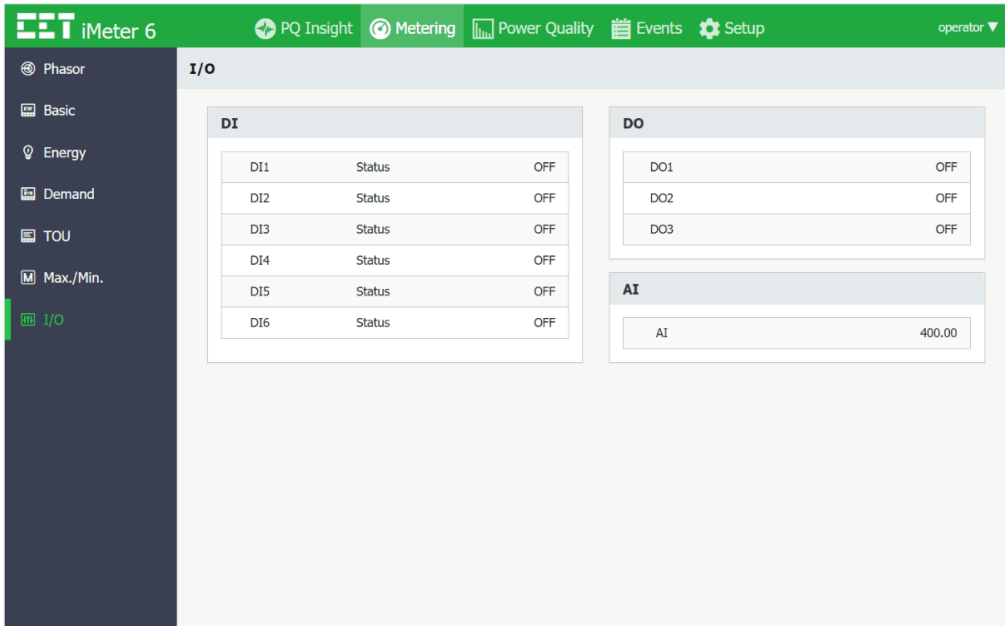 CET iMeter 6 PQ Insight Metering Power Quality Events Setup operator ▼
Phasor
Basic
Energy
Demand
TOU
Max./Min.
I/O
I/O
DI
DI1 Status OFF
DI2 Status OFF
DI3 Status OFF
DI4 Status OFF
DI5 Status OFF
DI6 Status OFF
DO
DO1 OFF
DO2 OFF
DO3 OFF
AI
AI 400.00